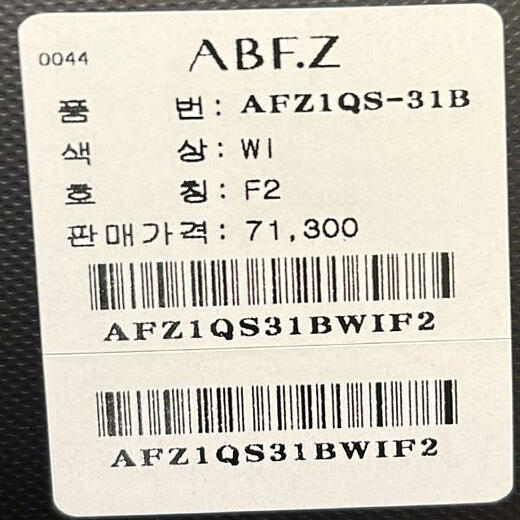 0044
ABF.Z
품 번: AFZ1QS-31B
색 상: WI
호 칭: F2
판매가격: 71,300
AFZ1QS31BWIF2
AFZ1QS31BWIF2